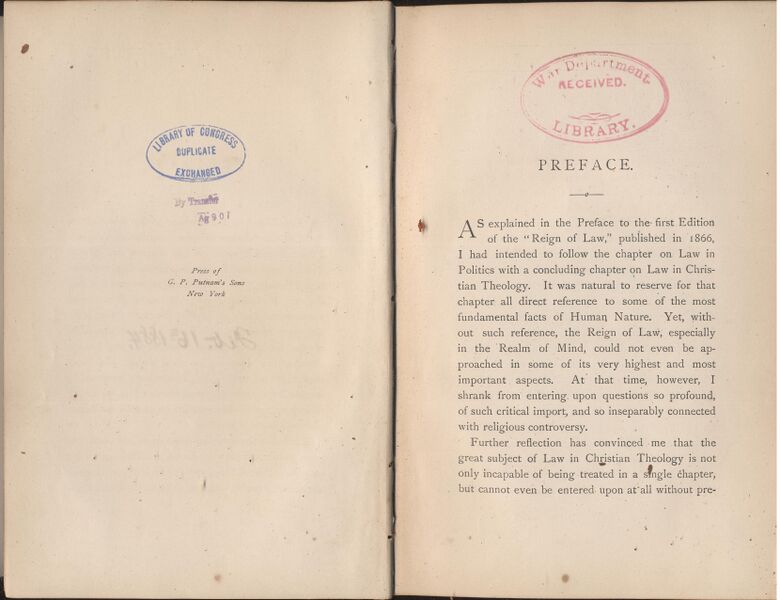 LIBRARY OF CONGRESS
DUPLICATE
EXCHANGED
By Transfer
Press of
G. P. Putnam's Sons
New York
War Department
RECEIVED.
LIBRARY.
PREFACE.
AS explained in the Preface to the first Edition
of the "Reign of Law," published in 1866,
I had intended to follow the chapter on Law in
Politics with a concluding chapter on Law in Chris-
tian Theology. It was natural to reserve for that
chapter all direct reference to some of the most
fundamental facts of Human Nature. Yet, with-
out such reference, the Reign of Law, especially
in the Realm of Mind, could not even be ap-
proached in some of its very highest and most
important aspects. At that time, however, I
shrank from entering upon questions so profound,
of such critical import, and so inseparably connected
with religious controversy.
Further reflection has convinced me that the
great subject of Law in Christian Theology is not
only incapable of being treated in a single chapter,
but cannot even be entered upon at all without pre-